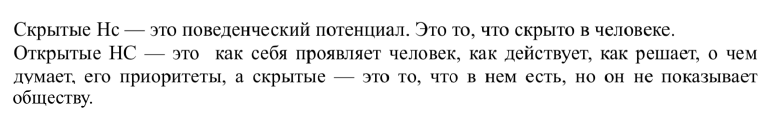 Скрытые Нс — это поведенческий потенциал. Это то, что скрыто в человеке.
Открытые НС — это как себя проявляет человек, как действует, как решает, о чем
думает, его приоритеты, а скрытые — это то, что в нем есть, но он не показывает
обществу.